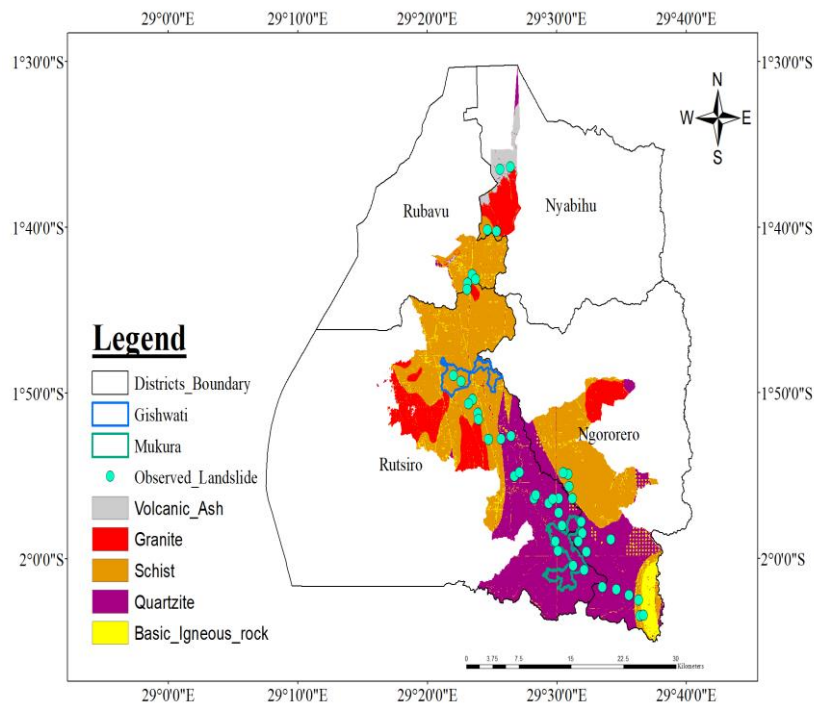 29°0'0"E 29°10'0"E 29°20'0"E 29°30'0"E 29°40'0"E
1°30'0"S 1°30'0"S
N
W E
S
Rubavu Nyabihu
1°40'0"S 1°40'0"S
Legend
Districts_Boundary
Gishwati
Mukura
Observed_Landslide
Volcanic_Ash
Granite
Schist
Quartzite
Basic_Igneous_rock
1°50'0"S 1°50'0"S
Ngororero
Rutsiro
2°0'0"S 2°0'0"S
0 3.75 7.5 15 22.5 30
Kilometers
29°0'0"E 29°10'0"E 29°20'0"E 29°30'0"E 29°40'0"E